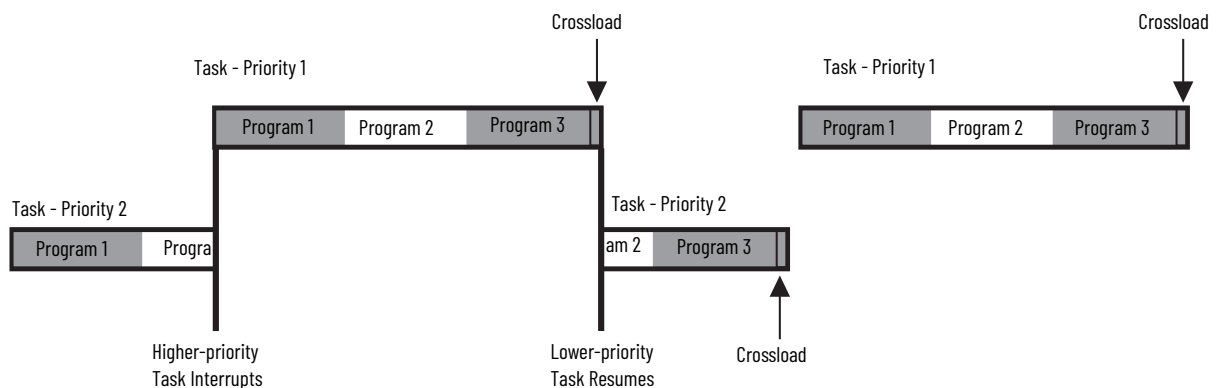 Crossload
Crossload
Task - Priority 1
Task - Priority 1
Program 1
Program 2
Program 3
Program 1
Program 2
Program 3
Task - Priority 2
Task - Priority 2
Program 1
Progra
am 2
Program 3
Higher-priority
Task Interrupts
Lower-priority
Task Resumes
Crossload